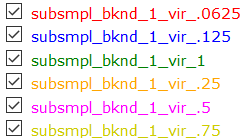 subsmpl_bknd_1_vir_.0625
subsmpl_bknd_1_vir_.125
subsmpl_bknd_1_vir_1
subsmpl_bknd_1_vir_.25
subsmpl_bknd_1_vir_.5
subsmpl_bknd_1_vir_.75